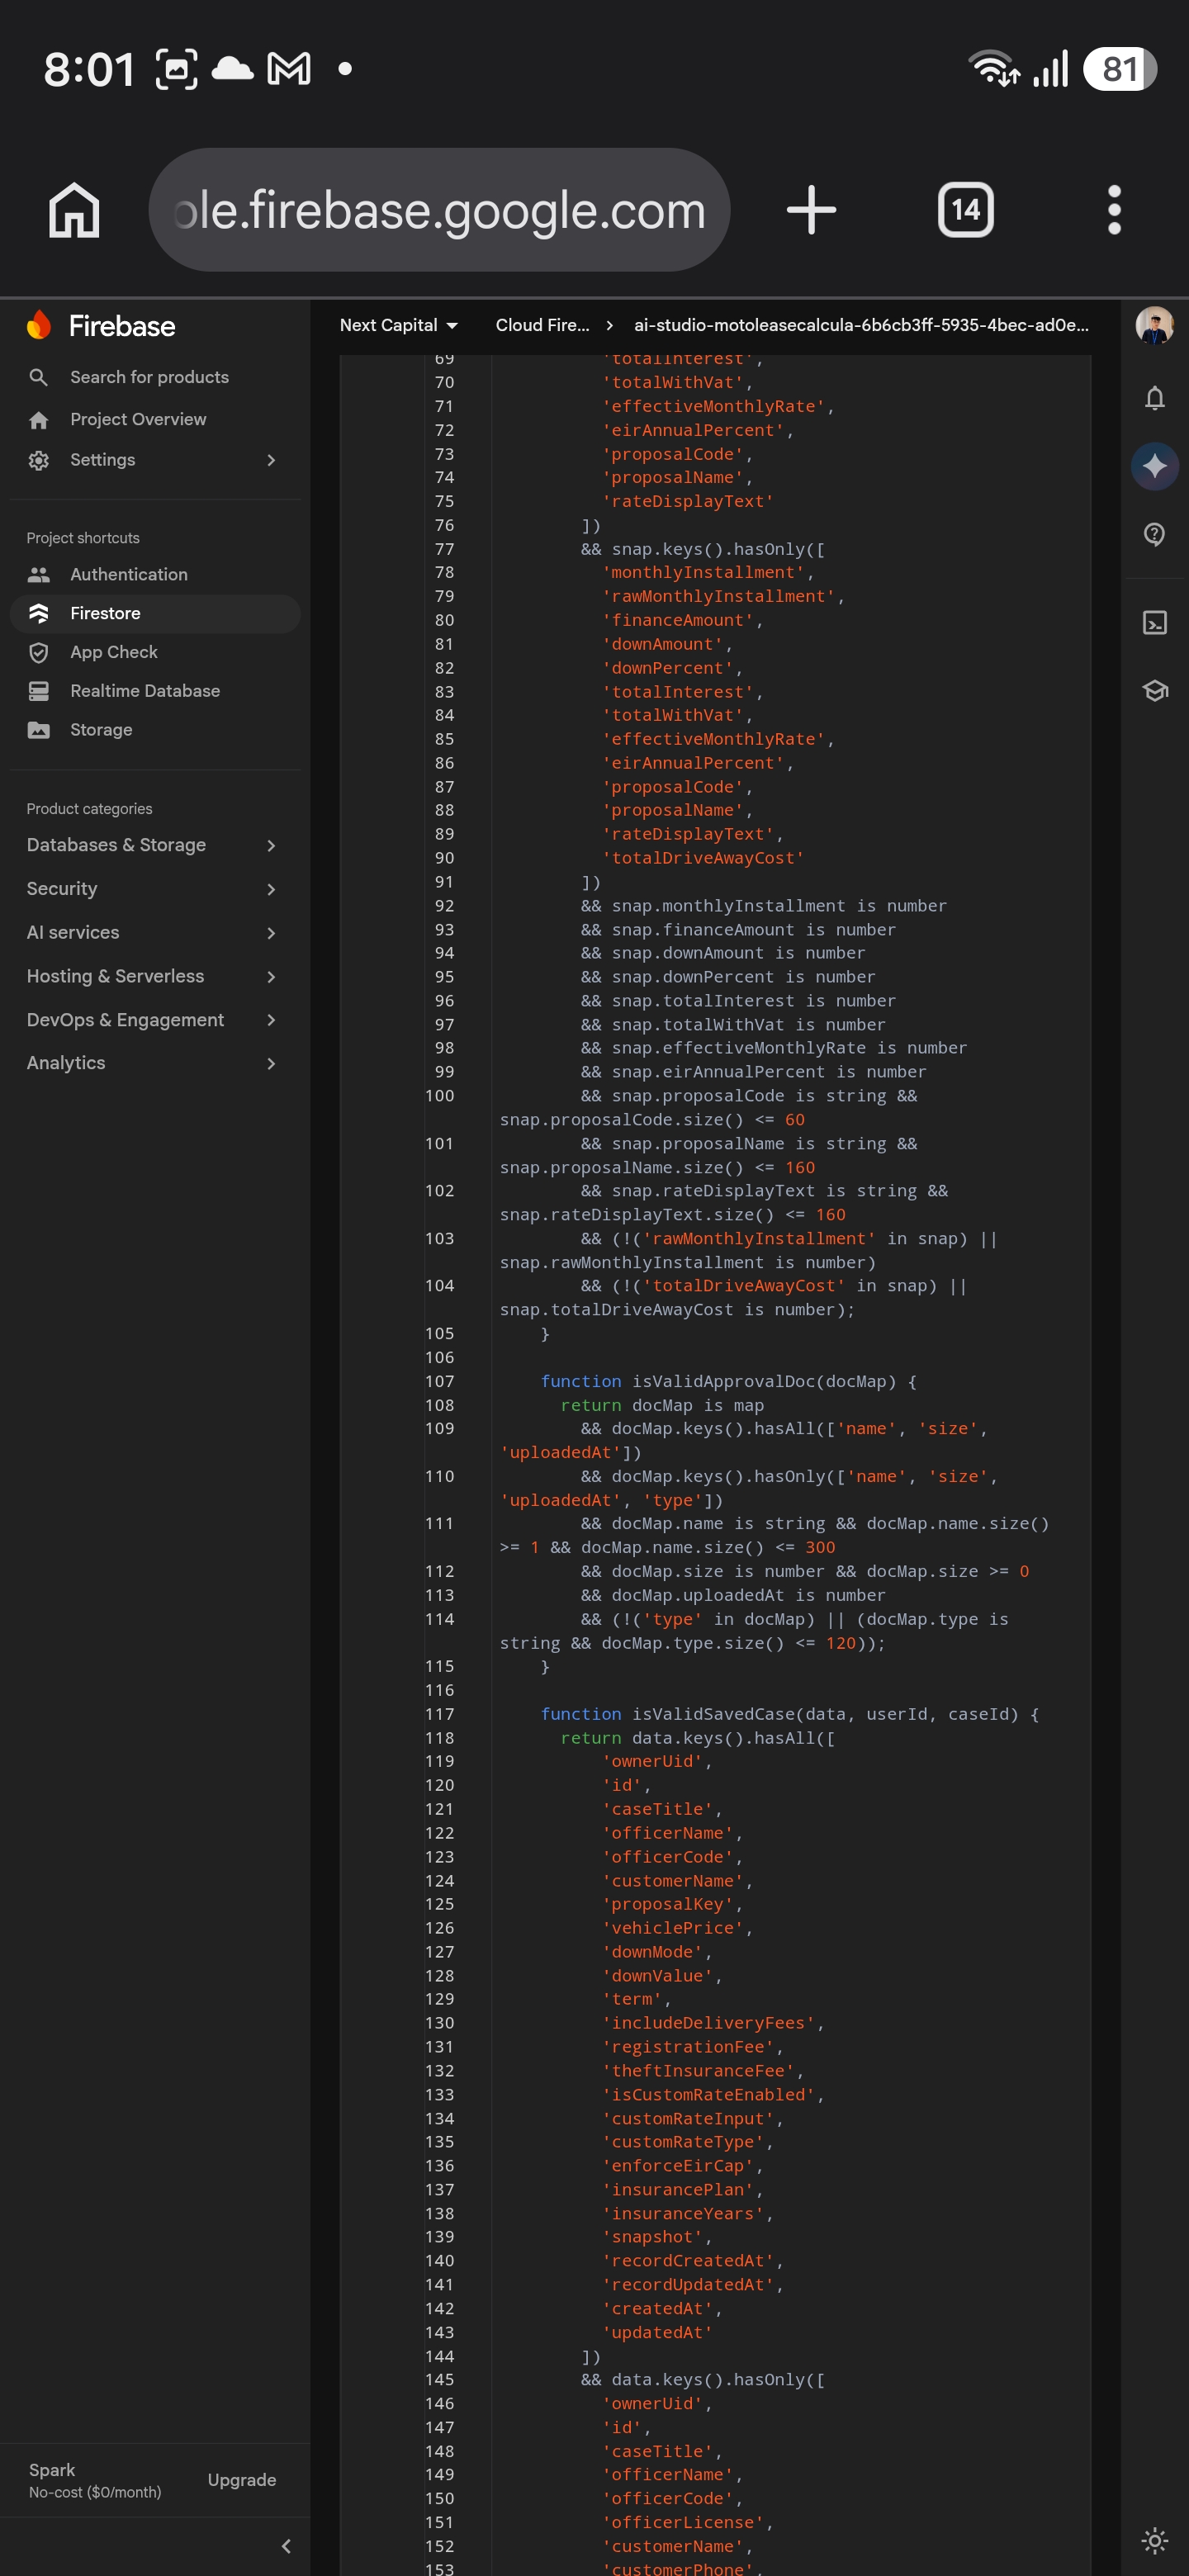 8:01
81
ole.firebase.google.com
14
Firebase
Search for products
Project Overview
Settings
Project shortcuts
Authentication
Firestore
App Check
Realtime Database
Storage
Product categories
Databases & Storage
Security
AI services
Hosting & Serverless
DevOps & Engagement
Analytics
Spark
No-cost ($0/month)
Upgrade
Next Capital
Cloud Fire...
ai-studio-motoleasecalcula-6b6cb3ff-5935-4bec-ad0e...
69 'totalInterest',
70 'totalWithVat',
71 'effectiveMonthlyRate',
72 'eirAnnualPercent',
73 'proposalCode',
74 'proposalName',
75 'rateDisplayText'
76 ])
77 && snap.keys().hasOnly([
78 'monthlyInstallment',
79 'rawMonthlyInstallment',
80 'financeAmount',
81 'downAmount',
82 'downPercent',
83 'totalInterest',
84 'totalWithVat',
85 'effectiveMonthlyRate',
86 'eirAnnualPercent',
87 'proposalCode',
88 'proposalName',
89 'rateDisplayText',
90 'totalDriveAwayCost'
91 ])
92 && snap.monthlyInstallment is number
93 && snap.financeAmount is number
94 && snap.downAmount is number
95 && snap.downPercent is number
96 && snap.totalInterest is number
97 && snap.totalWithVat is number
98 && snap.effectiveMonthlyRate is number
99 && snap.eirAnnualPercent is number
100 && snap.proposalCode is string &&
snap.proposalCode.size() <= 60
101 && snap.proposalName is string &&
snap.proposalName.size() <= 160
102 && snap.rateDisplayText is string &&
snap.rateDisplayText.size() <= 160
103 && (!('rawMonthlyInstallment' in snap) ||
snap.rawMonthlyInstallment is number)
104 && (!('totalDriveAwayCost' in snap) ||
snap.totalDriveAwayCost is number);
105 }
106
107 function isValidApprovalDoc(docMap) {
108 return docMap is map
109 && docMap.keys().hasAll(['name', 'size',
'uploadedAt'])
110 && docMap.keys().hasOnly(['name', 'size',
'uploadedAt', 'type'])
111 && docMap.name is string && docMap.name.size()
>= 1 && docMap.name.size() <= 300
112 && docMap.size is number && docMap.size >= 0
113 && docMap.uploadedAt is number
114 && (!('type' in docMap) || (docMap.type is
string && docMap.type.size() <= 120));
115 }
116
117 function isValidSavedCase(data, userId, caseId) {
118 return data.keys().hasAll([
119 'ownerUid',
120 'id',
121 'caseTitle',
122 'officerName',
123 'officerCode',
124 'customerName',
125 'proposalKey',
126 'vehiclePrice',
127 'downMode',
128 'downValue',
129 'term',
130 'includeDeliveryFees',
131 'registrationFee',
132 'theftInsuranceFee',
133 'isCustomRateEnabled',
134 'customRateInput',
135 'customRateType',
136 'enforceEirCap',
137 'insurancePlan',
138 'insuranceYears',
139 'snapshot',
140 'recordCreatedAt',
141 'recordUpdatedAt',
142 'createdAt',
143 'updatedAt'
144 ])
145 && data.keys().hasOnly([
146 'ownerUid',
147 'id',
148 'caseTitle',
149 'officerName',
150 'officerCode',
151 'officerLicense',
152 'customerName',
153 'customerPhone',